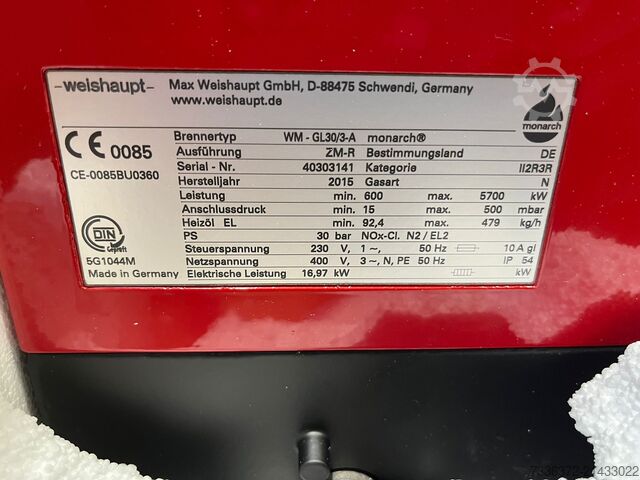 -weishaupt-
Max Weishaupt GmbH, D-88475 Schwendi, Germany
www.weishaupt.de
monarch
CE 0085
CE-0085BU0360
Brennertyp WM - GL30/3-A monarch®
Ausführung ZM-R Bestimmungsland DE
Serial - Nr. 40303141 Kategorie II2R3R
Herstelljahr 2015 Gasart N
Leistung min. 600 max. 5700 kW
Anschlussdruck min. 15 max. 500 mbar
Heizöl EL min. 92,4 max. 479 kg/h
PS 30 bar NOx-Cl. N2 / EL2
Steuerspannung 230 V, 1 ~, 50 Hz 10 A gl
Netzspannung 400 V, 3 ~, N, PE 50 Hz IP 54
Elektrische Leistung 16,97 kW kW
DIN
Geprüft
5G1044M
Made in Germany